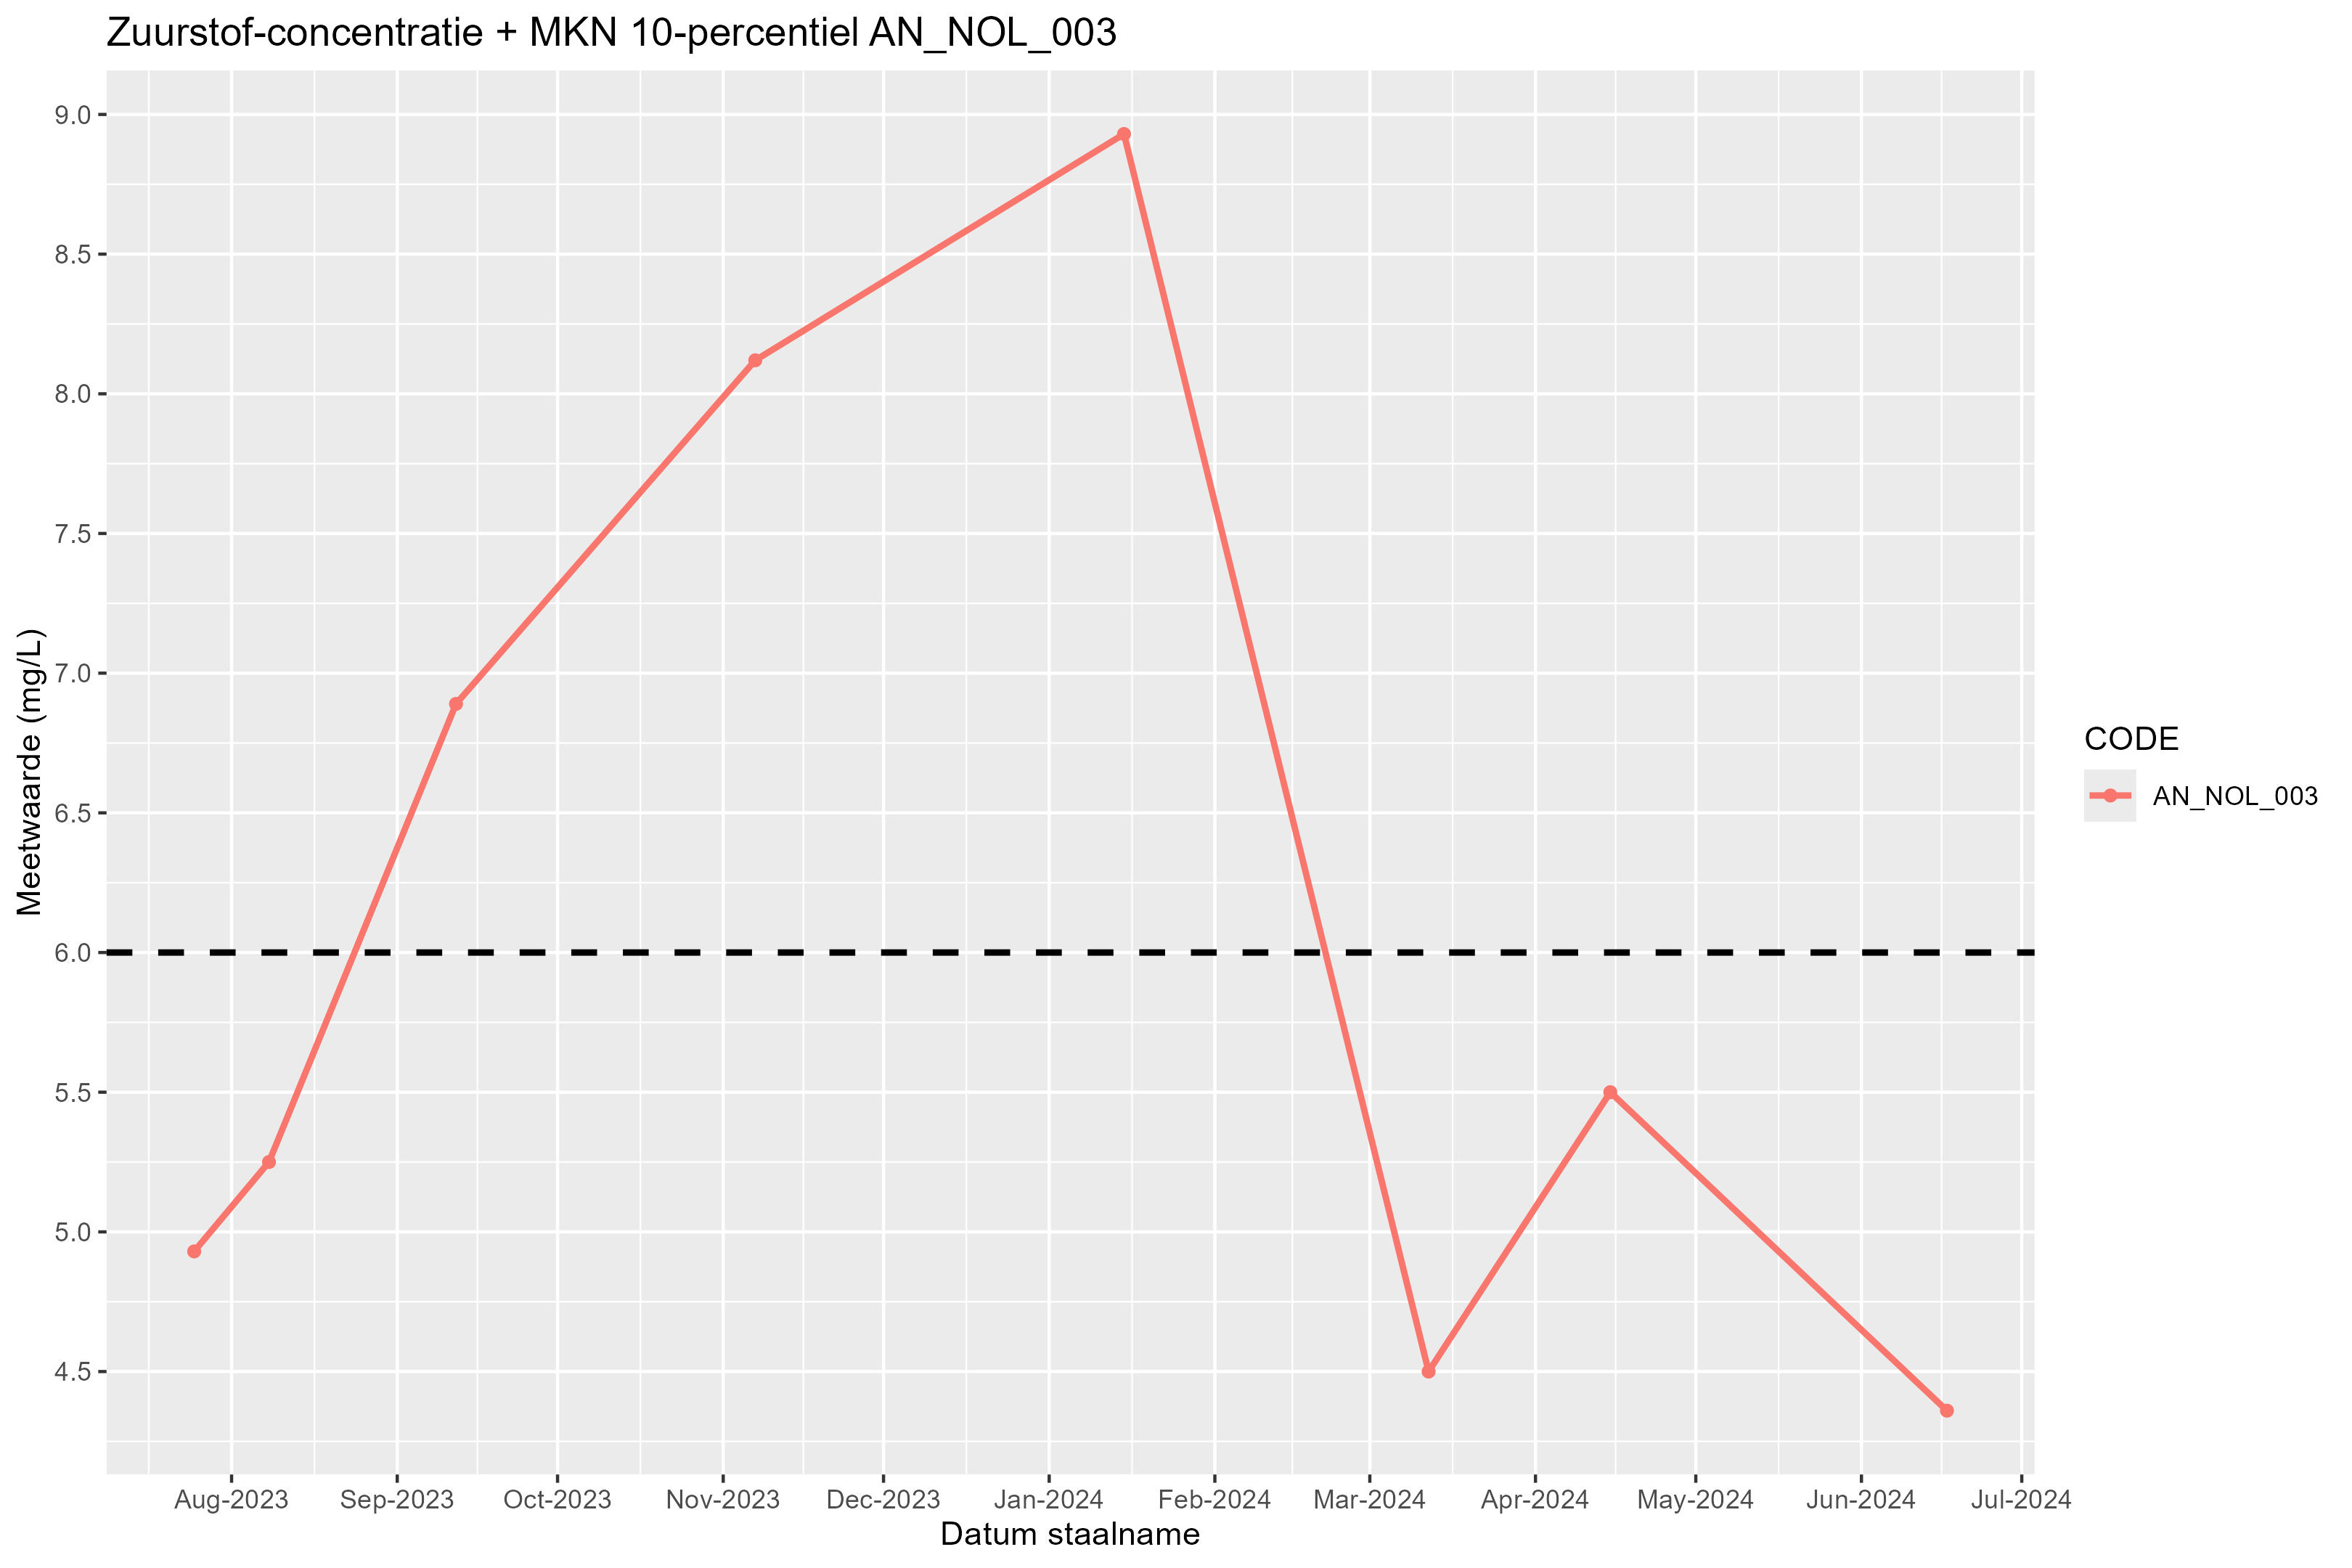 Zuurstof-concentratie + MKN 10-percentiel AN_NOL_003
Meetwaarde (mg/L)
9.0
8.5
8.0
7.5
7.0
6.5
6.0
5.5
5.0
4.5
Aug-2023 Sep-2023 Oct-2023 Nov-2023 Dec-2023 Jan-2024 Feb-2024 Mar-2024 Apr-2024 May-2024 Jun-2024 Jul-2024
Datum staalname
CODE
AN_NOL_003